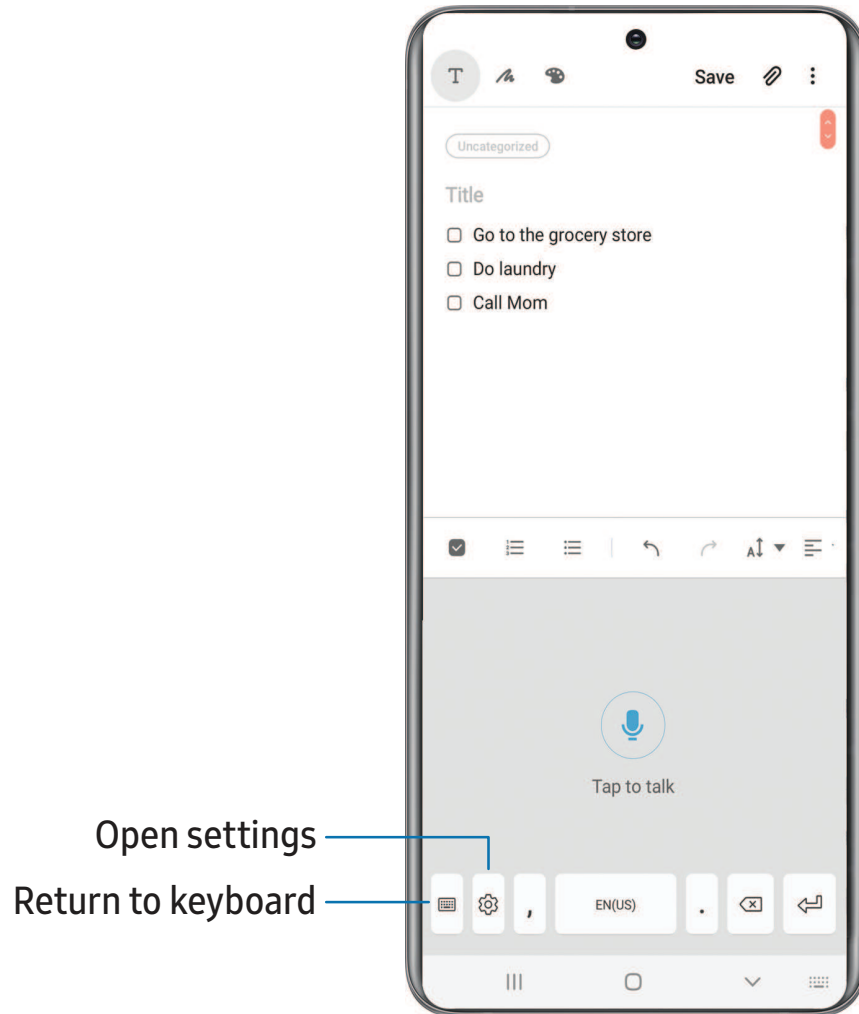 T
Save
Uncategorized
Title
Go to the grocery store
Do laundry
Call Mom
A
Tap to talk
Open settings
Return to keyboard
, EN(US) .